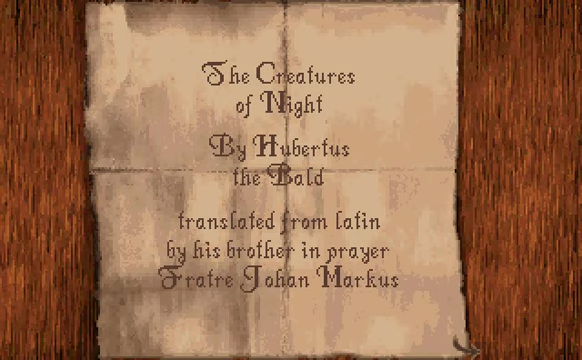 The Creatures
of Night
By Hubertus
the Bald
translated from latin
by his brother in prayer
Fratre Johan Markus